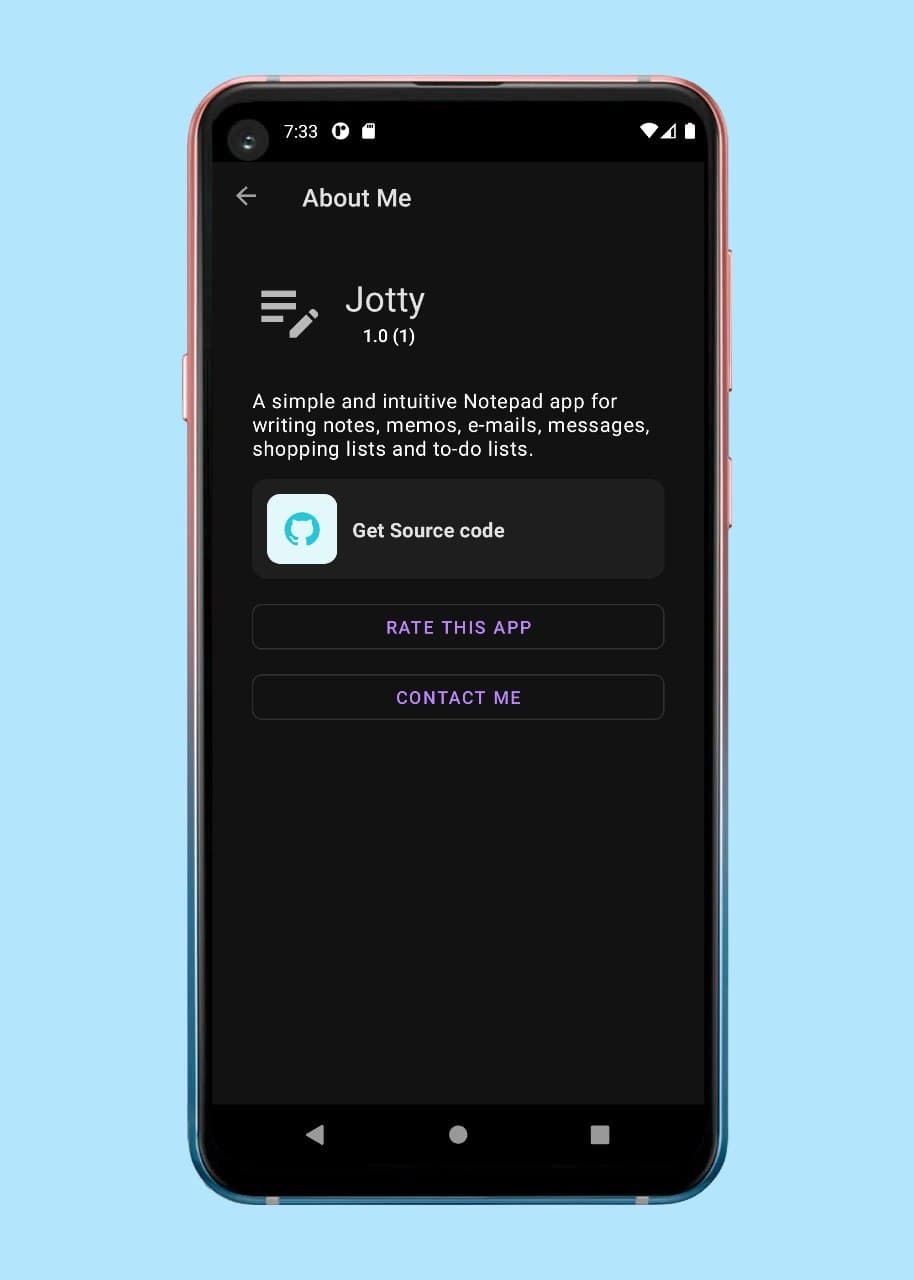 7:33
About Me
Jotty
1.0 (1)
A simple and intuitive Notepad app for
writing notes, memos, e-mails, messages,
shopping lists and to-do lists.
Get Source code
RATE THIS APP
CONTACT ME